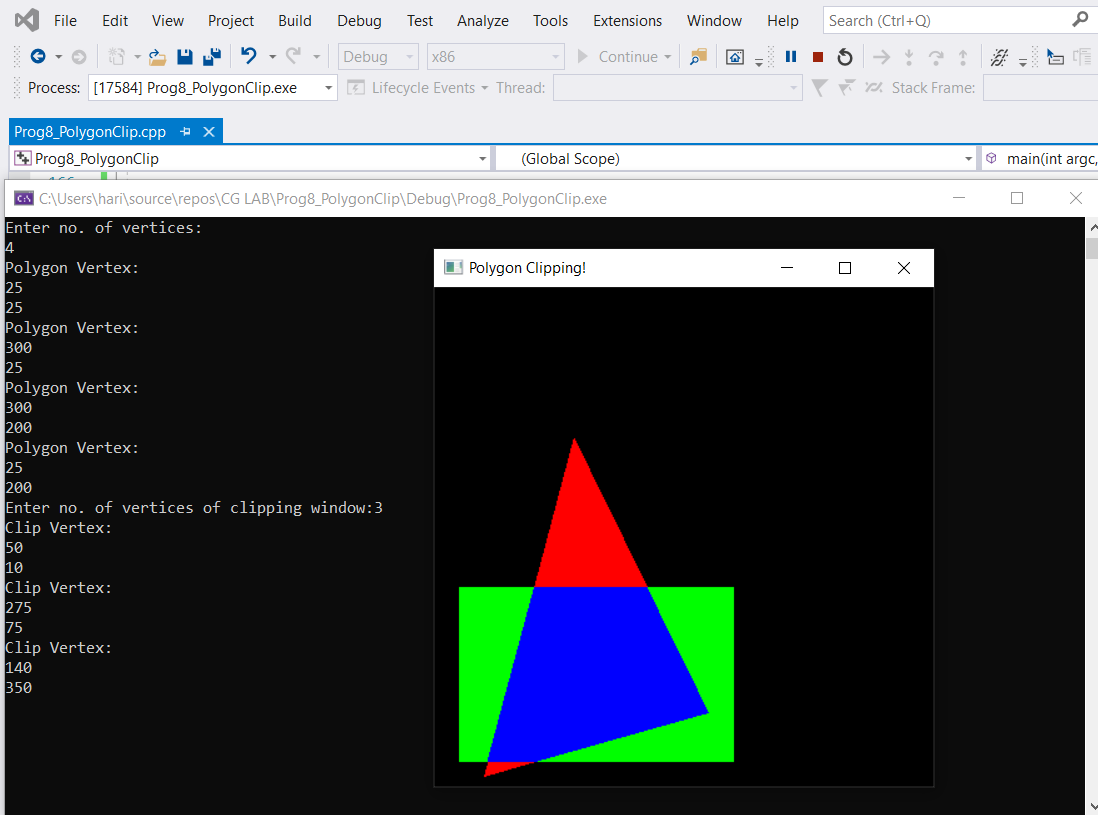 File Edit View Project Build Debug Test Analyze Tools Extensions Window Help Search (Ctrl+Q)
Debug x86 Continue
Process: [17584] Prog8_PolygonClip.exe Lifecycle Events Thread: Stack Frame:
Prog8_PolygonClip.cpp
Prog8_PolygonClip (Global Scope) main(int argc,
C:\Users\hari\source\repos\CG LAB\Prog8_PolygonClip\Debug\Prog8_PolygonClip.exe
Enter no. of vertices:
4
Polygon Vertex:
25
25
Polygon Vertex:
300
25
Polygon Vertex:
300
200
Polygon Vertex:
25
200
Enter no. of vertices of clipping window:3
Clip Vertex:
50
10
Clip Vertex:
275
75
Clip Vertex:
140
350
Polygon Clipping!